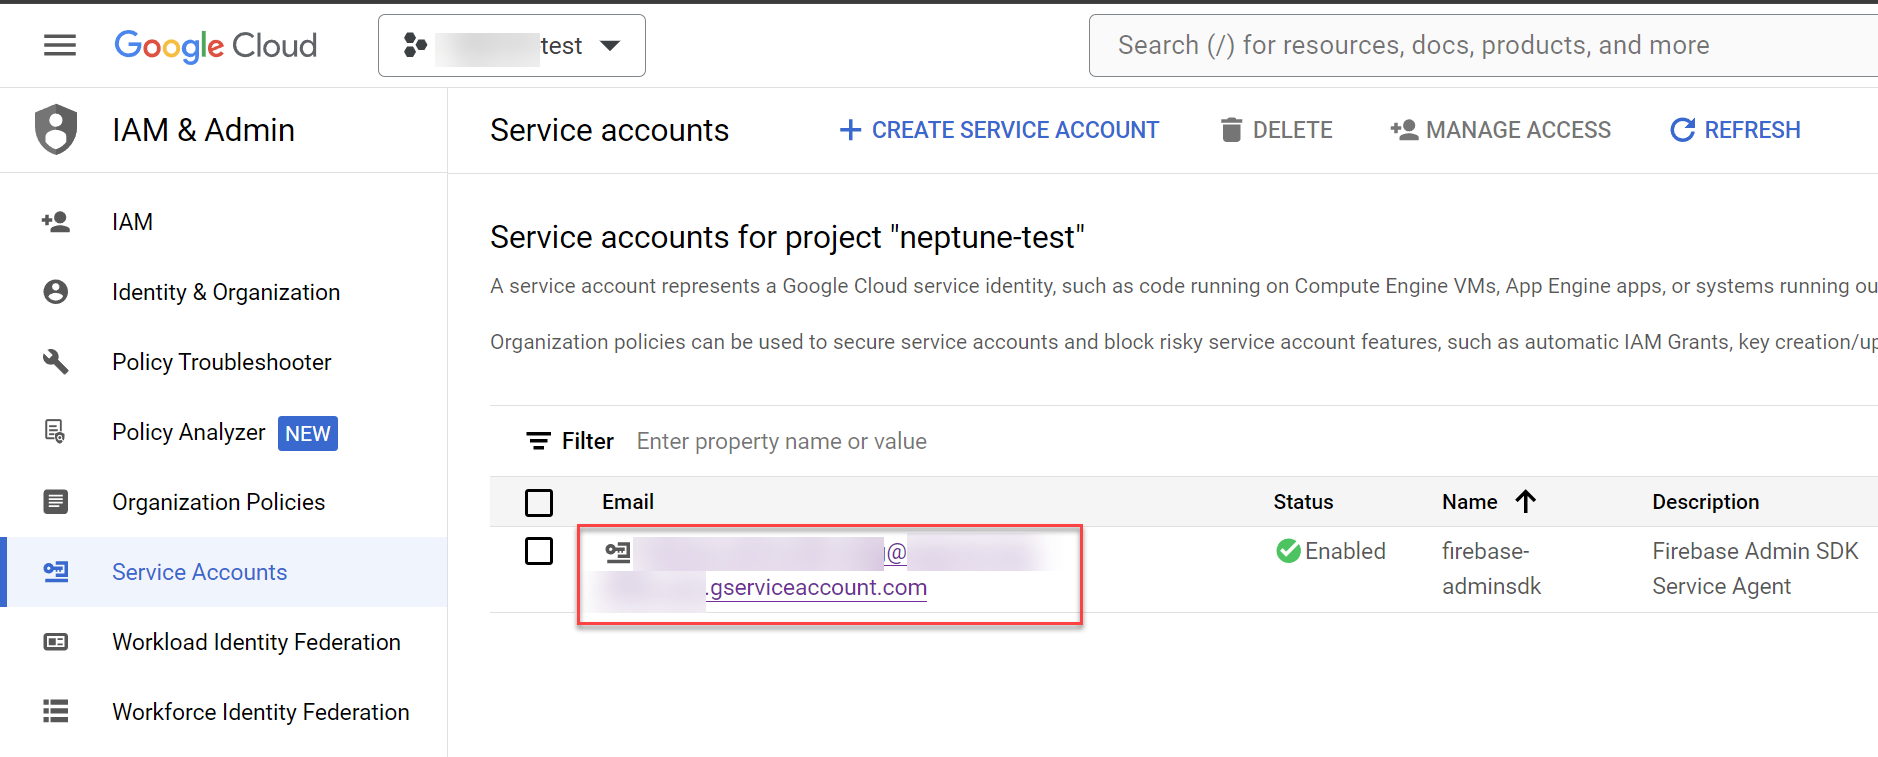 Google Cloud
test
Search (/) for resources, docs, products, and more
IAM & Admin
Service accounts
CREATE SERVICE ACCOUNT
DELETE
MANAGE ACCESS
REFRESH
IAM
Identity & Organization
Policy Troubleshooter
Policy Analyzer NEW
Organization Policies
Service Accounts
Workload Identity Federation
Workforce Identity Federation
Service accounts for project "neptune-test"
A service account represents a Google Cloud service identity, such as code running on Compute Engine VMs, App Engine apps, or systems running ou
Organization policies can be used to secure service accounts and block risky service account features, such as automatic IAM Grants, key creation/up
Filter Enter property name or value
Email Status Name Description
@
.gserviceaccount.com
Enabled
firebase-
adminsdk
Firebase Admin SDK
Service Agent